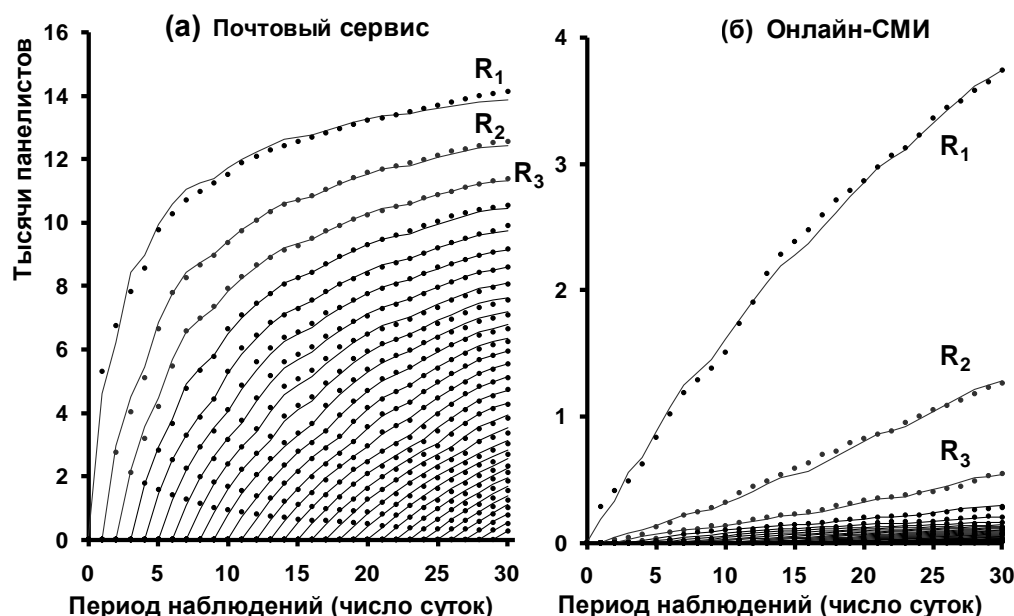 (а) Почтовый сервис
Тысячи панелистов
16
14
12
10
8
6
4
2
0
R1
R2
R3
0 5 10 15 20 25 30
Период наблюдений (число суток)
(б) Онлайн-СМИ
4
3
2
1
0
R1
R2
R3
0 5 10 15 20 25 30
Период наблюдений (число суток)